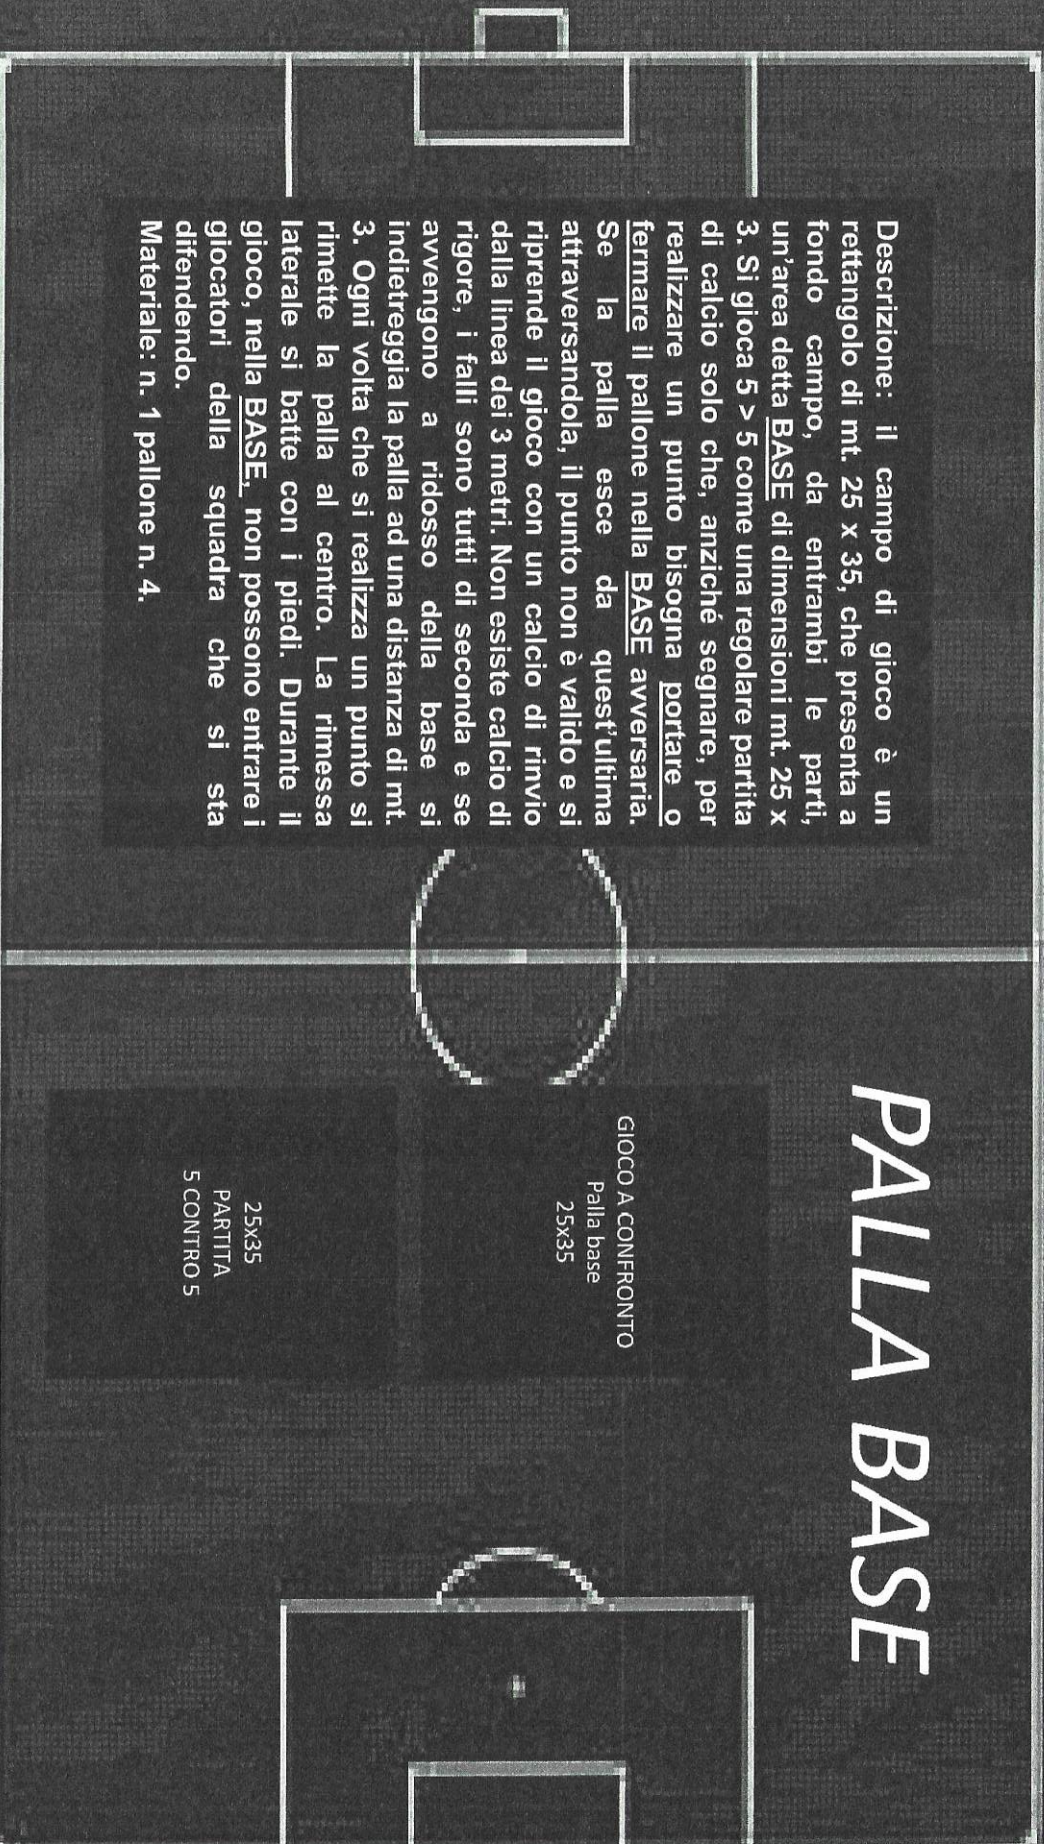 PALLA BASE
Descrizione: il campo di gioco è un
rettangolo di mt. 25 x 35, che presenta a
fondo campo, da entrambi le parti,
un'area detta BASE di dimensioni mt. 25 x
3. Si gioca 5 > 5 come una regolare partita
di calcio solo che, anziché segnare, per
realizzare un punto bisogna portare o
fermare il pallone nella BASE avversaria.
Se la palla esce da quest'ultima
attraversandola, il punto non è valido e si
riprende il gioco con un calcio di rinvio
dalla linea dei 3 metri. Non esiste calcio di
rigore, i falli sono tutti di seconda e se
avvengono a ridosso della base si
indietreggia la palla ad una distanza di mt.
3. Ogni volta che si realizza un punto si
rimette la palla al centro. La rimessa
laterale si batte con i piedi. Durante il
gioco, nella BASE, non possono entrare i
giocatori della squadra che si sta
difendendo.
Materiale: n. 1 pallone n. 4.
GIOCO A CONFRONTO
Palla base
25x35
25x35
PARTITA
5 CONTRO 5